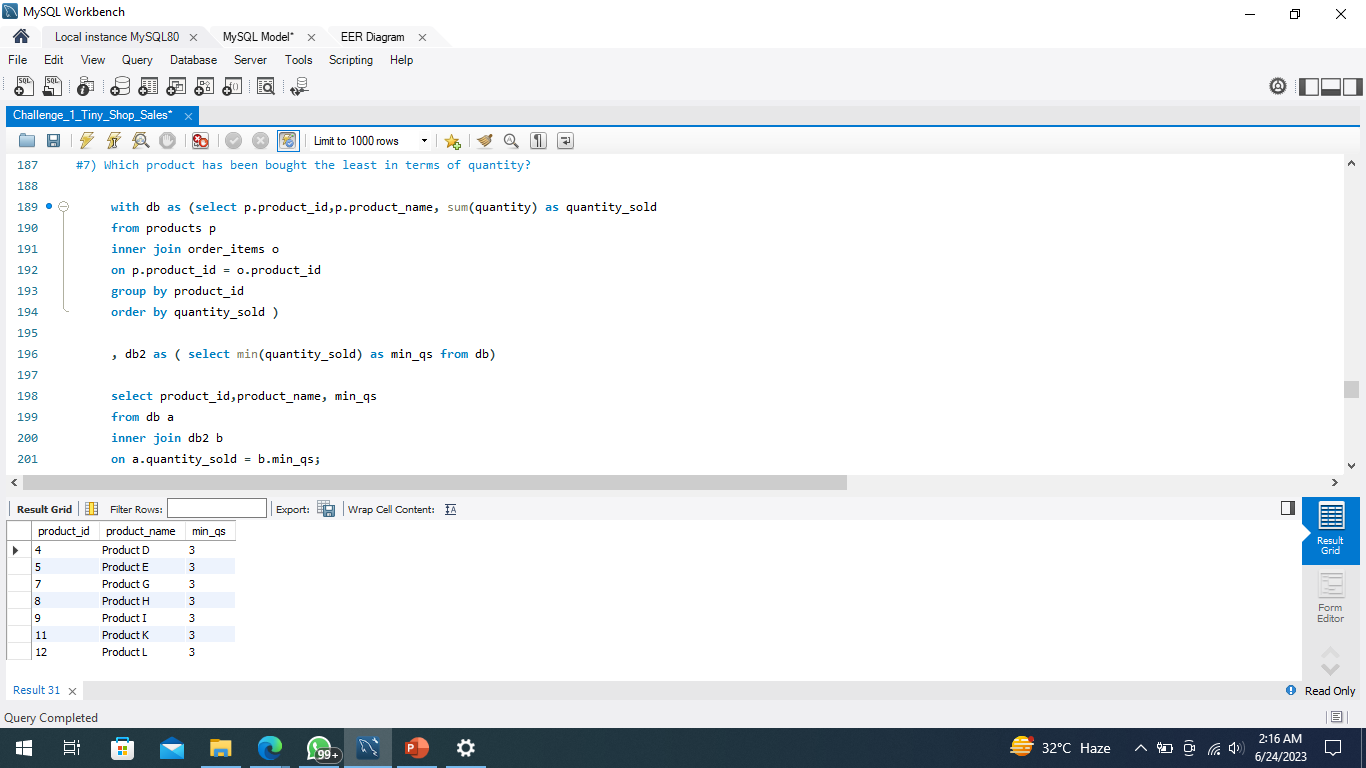 MySQL Workbench
Local instance MySQL80
MySQL Model*
EER Diagram
File Edit View Query Database Server Tools Scripting Help
Challenge_1_Tiny_Shop_Sales*
Limit to 1000 rows
187 #7) Which product has been bought the least in terms of quantity?
188
189 with db as (select p.product_id,p.product_name, sum(quantity) as quantity_sold
190 from products p
191 inner join order_items o
192 on p.product_id = o.product_id
193 group by product_id
194 order by quantity_sold )
195
196 , db2 as ( select min(quantity_sold) as min_qs from db)
197
198 select product_id,product_name, min_qs
199 from db a
200 inner join db2 b
201 on a.quantity_sold = b.min_qs;
Result Grid Filter Rows: Export: Wrap Cell Content:
product_id product_name min_qs
4 Product D 3
5 Product E 3
7 Product G 3
8 Product H 3
9 Product I 3
11 Product K 3
12 Product L 3
Result
Grid
Form
Editor
Result 31
Read Only
Query Completed
99+
32°C Haze
2:16 AM
6/24/2023